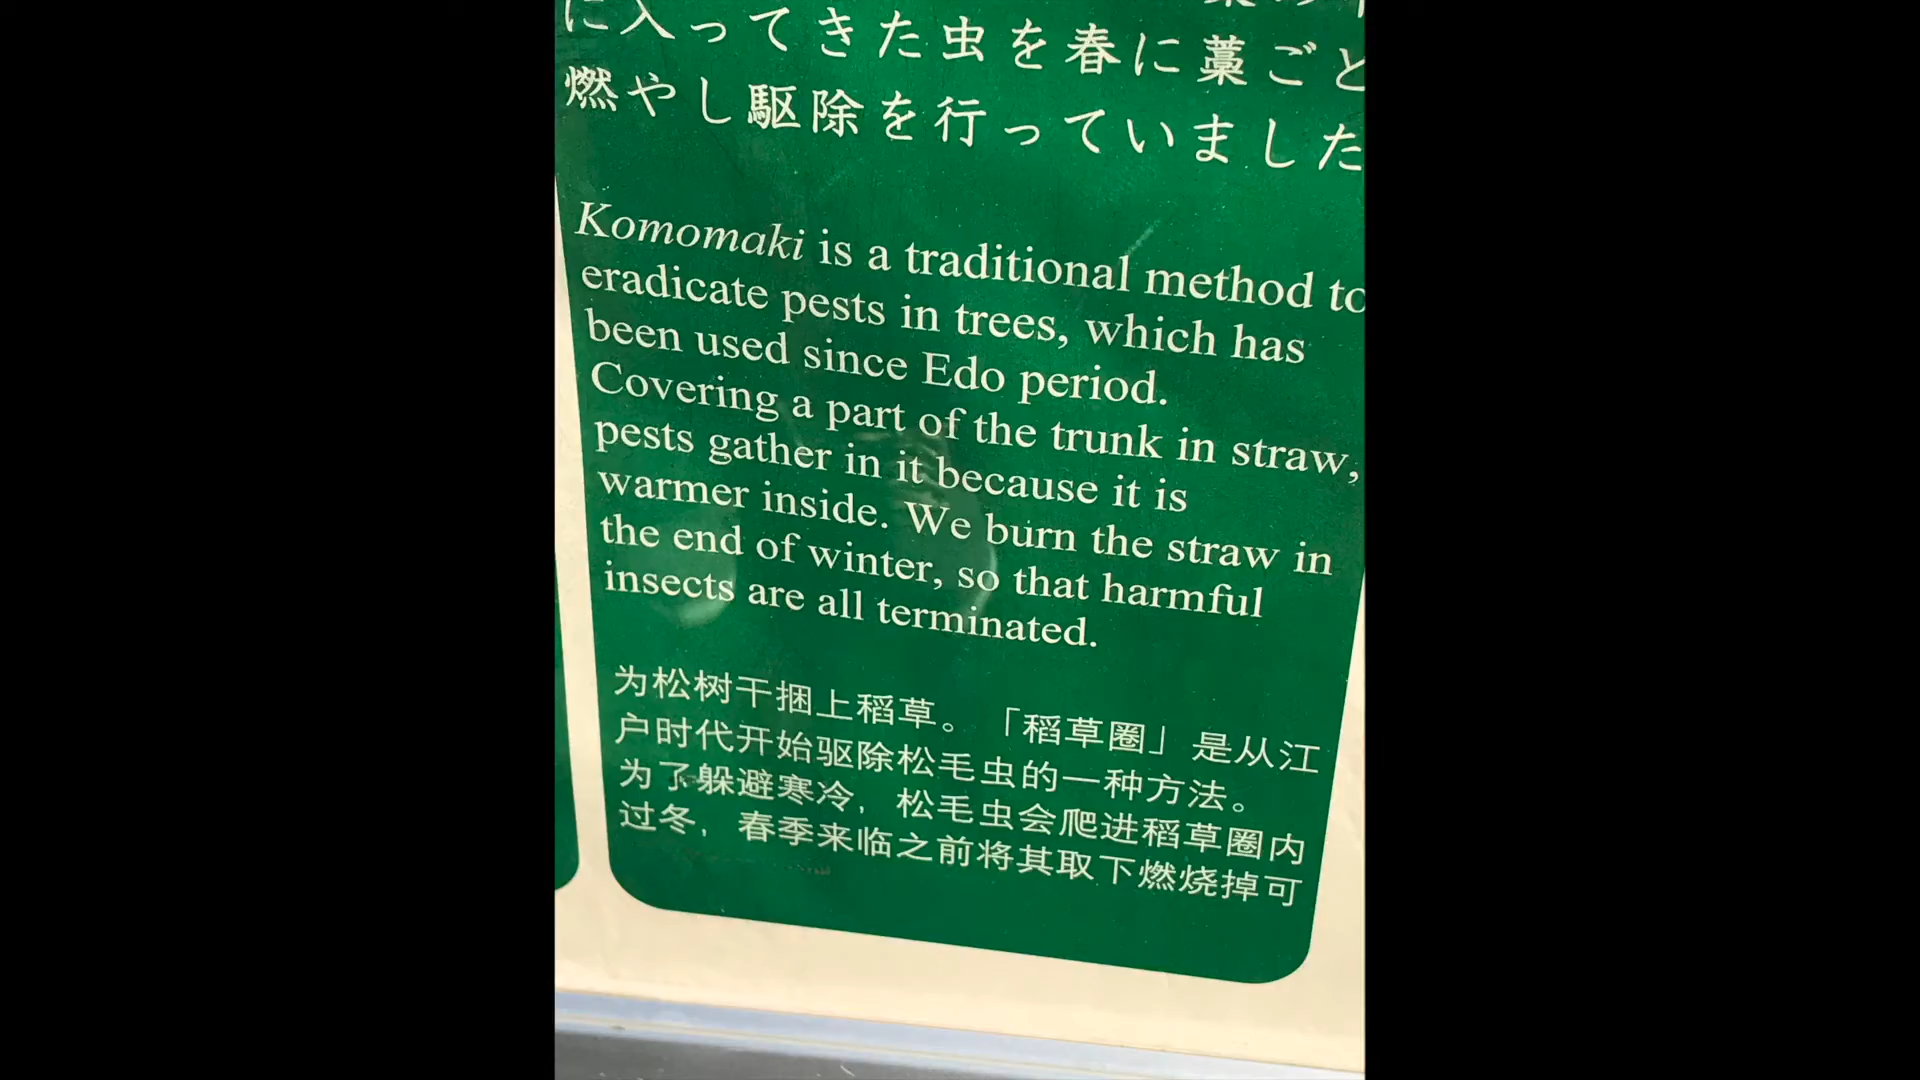 に入ってきた虫を春に藁ごと
燃やし駆除を行っていました
Komomaki is a traditional method to
eradicate pests in trees, which has
been used since Edo period.
Covering a part of the trunk in straw,
pests gather in it because it is
warmer inside. We burn the straw in
the end of winter, so that harmful
insects are all terminated.
为松树干捆上稻草。「稻草圈」是从江
户时代开始驱除松毛虫的一种方法。
为了躲避寒冷，松毛虫会爬进稻草圈内
过冬，春季来临之前将其取下燃烧掉可